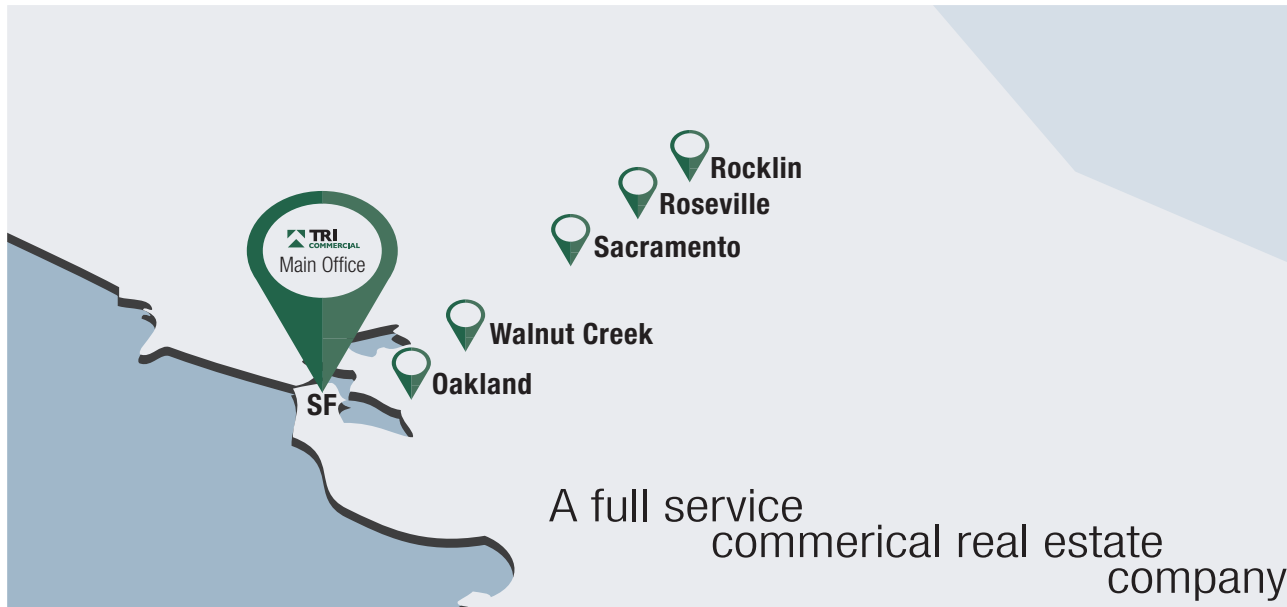 Rocklin
Roseville
TRI
COMMERCIAL
Sacramento
Main Office
Walnut Creek
Oakland
SF
A full service
commerical real estate
company